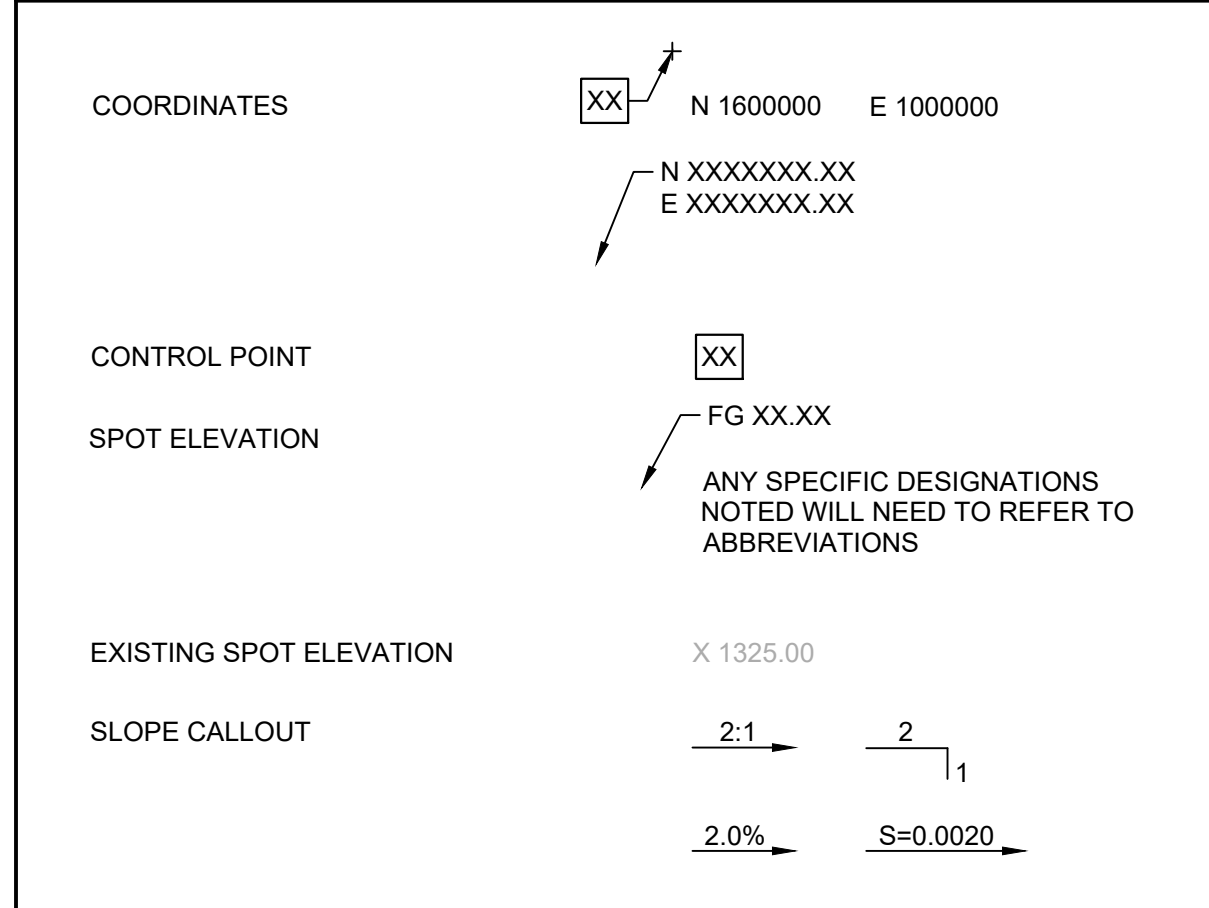 COORDINATES XX N 1600000 E 1000000
N XXXXXXX.XX
E XXXXXXX.XX
CONTROL POINT XX
SPOT ELEVATION FG XX.XX
ANY SPECIFIC DESIGNATIONS
NOTED WILL NEED TO REFER TO
ABBREVIATIONS
EXISTING SPOT ELEVATION X 1325.00
SLOPE CALLOUT 2:1 2
1
2.0% S=0.0020